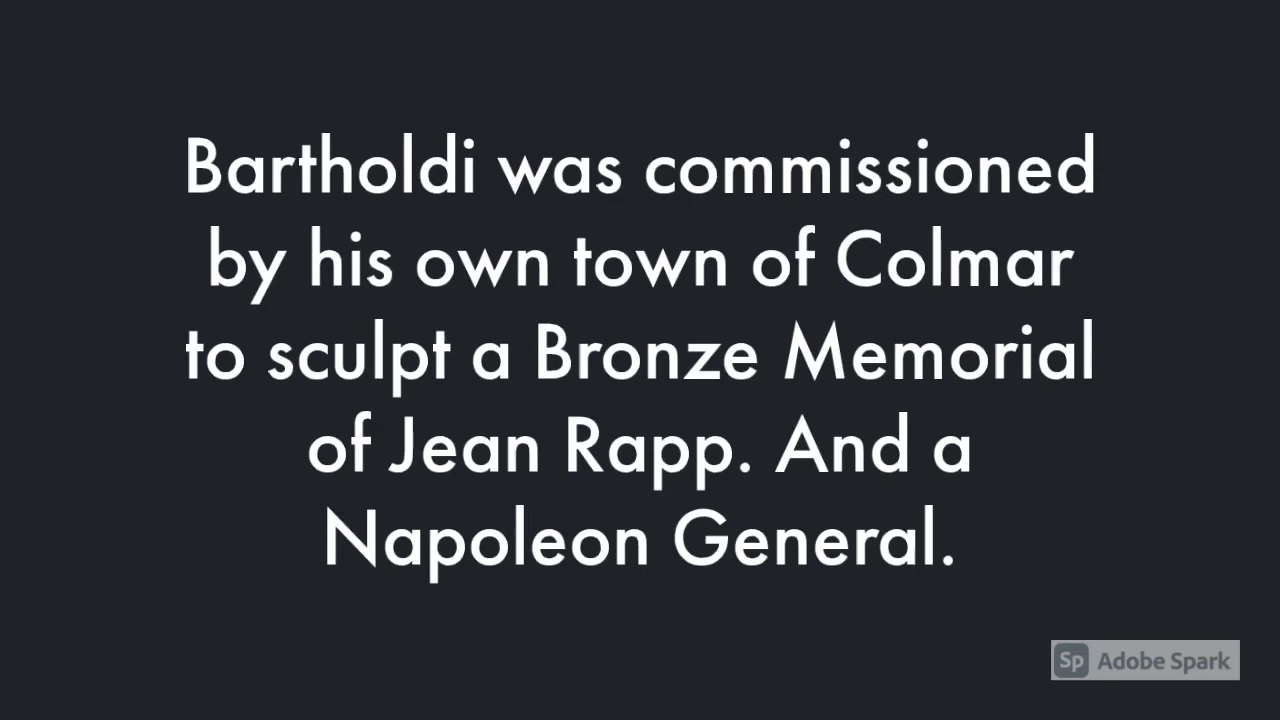 Bartholdi was commissioned
by his own town of Colmar
to sculpt a Bronze Memorial
of Jean Rapp. And a
Napoleon General.
Sp Adobe Spark